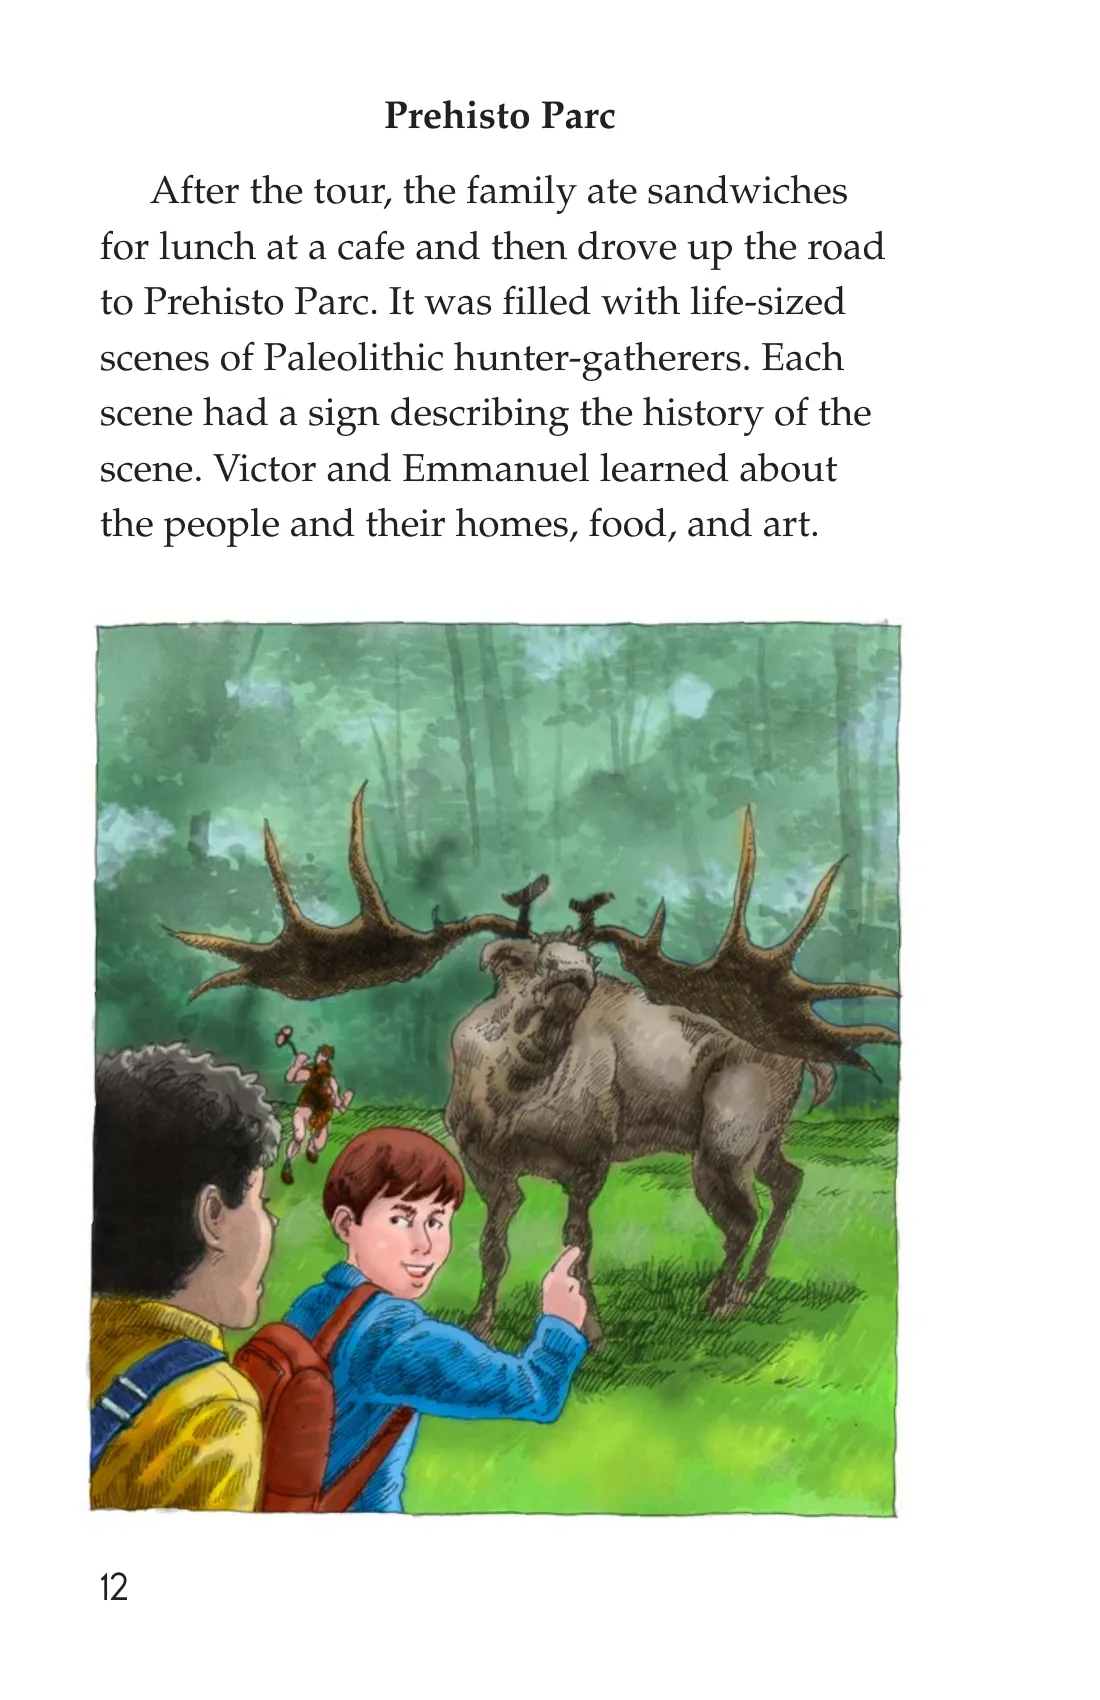 Prehisto Parc
After the tour, the family ate sandwiches
for lunch at a cafe and then drove up the road
to Prehisto Parc. It was filled with life-sized
scenes of Paleolithic hunter-gatherers. Each
scene had a sign describing the history of the
scene. Victor and Emmanuel learned about
the people and their homes, food, and art.
12